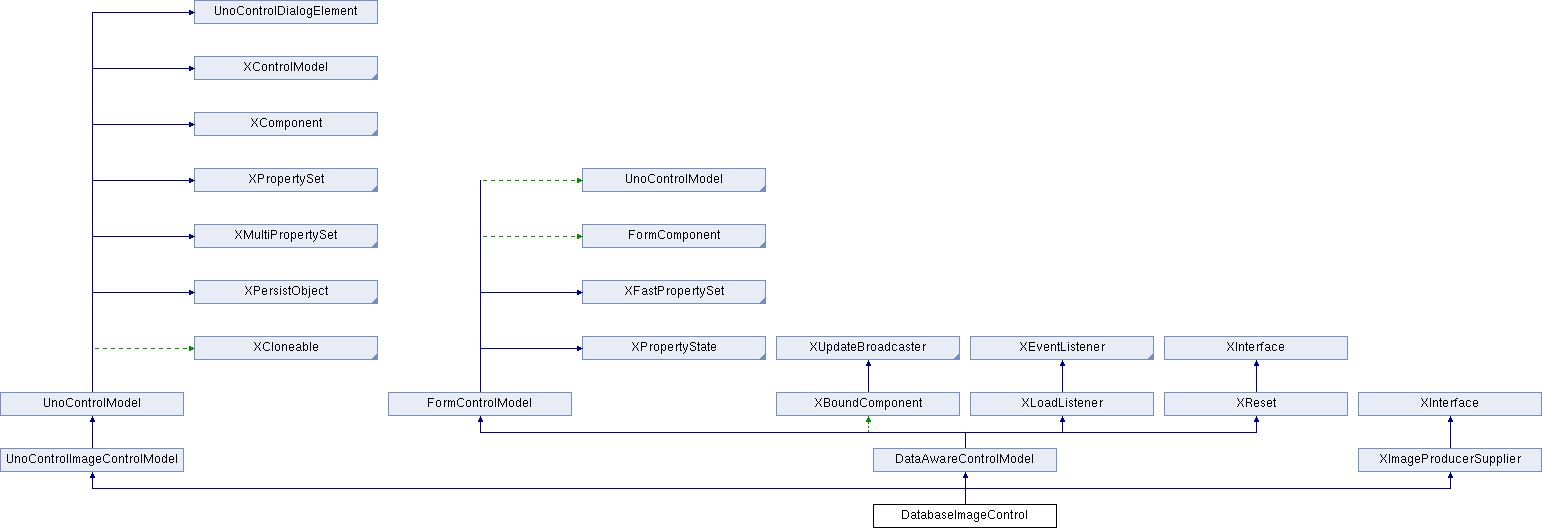 UnoControlDialogElement
XControlModel
XComponent
XPropertySet
UnoControlModel
XMultiPropertySet
FormComponent
XPersistObject
XFastPropertySet
XCloneable
XPropertyState
XUpdateBroadcaster
XEventListener
XInterface
UnoControlModel
FormControlModel
XBoundComponent
XLoadListener
XReset
XInterface
UnoControlImageControlModel
DataAwareControlModel
XImageProducerSupplier
DatabaseImageControl